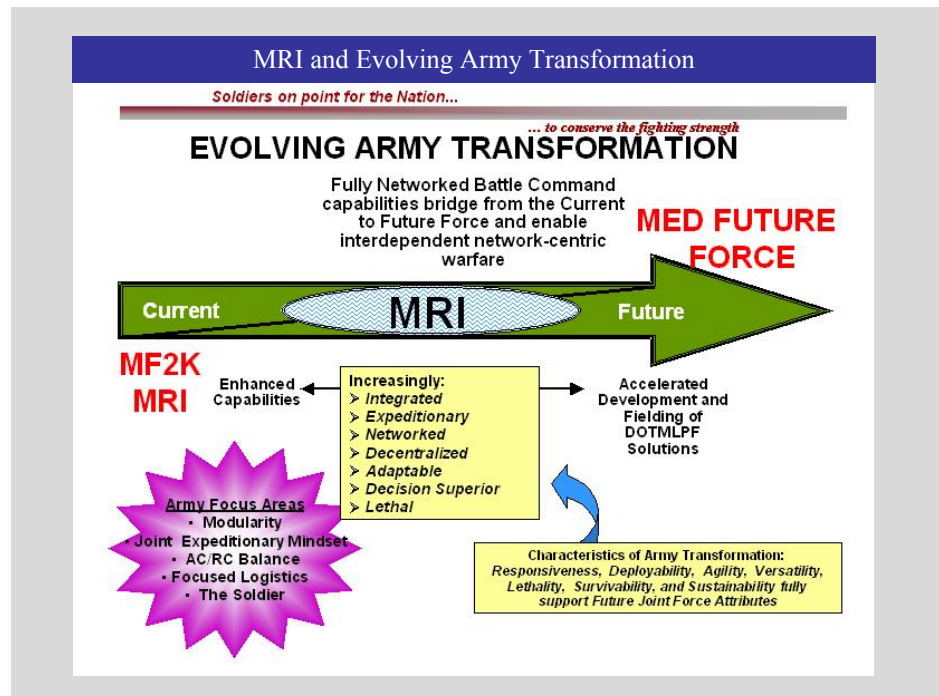 MRI and Evolving Army Transformation
Soldiers on point for the Nation...
... to conserve the fighting strength
EVOLVING ARMY TRANSFORMATION
Fully Networked Battle Command
capabilities bridge from the Current
to Future Force and enable
interdependent network-centric
warfare
MED FUTURE
FORCE
Current
MRI
Future
MF2K
MRI
Enhanced
Capabilities
Increasingly:
➢ Integrated
➢ Expeditionary
➢ Networked
➢ Decentralized
➢ Adaptable
➢ Decision Superior
➢ Lethal
Accelerated
Development and
Fielding of
DOTMLPF
Solutions
Army Focus Areas
• Modularity
• Joint Expeditionary Mindset
• AC/RC Balance
• Focused Logistics
• The Soldier
Characteristics of Army Transformation:
Responsiveness, Deployability, Agility, Versatility,
Lethality, Survivability, and Sustainability fully
support Future Joint Force Attributes